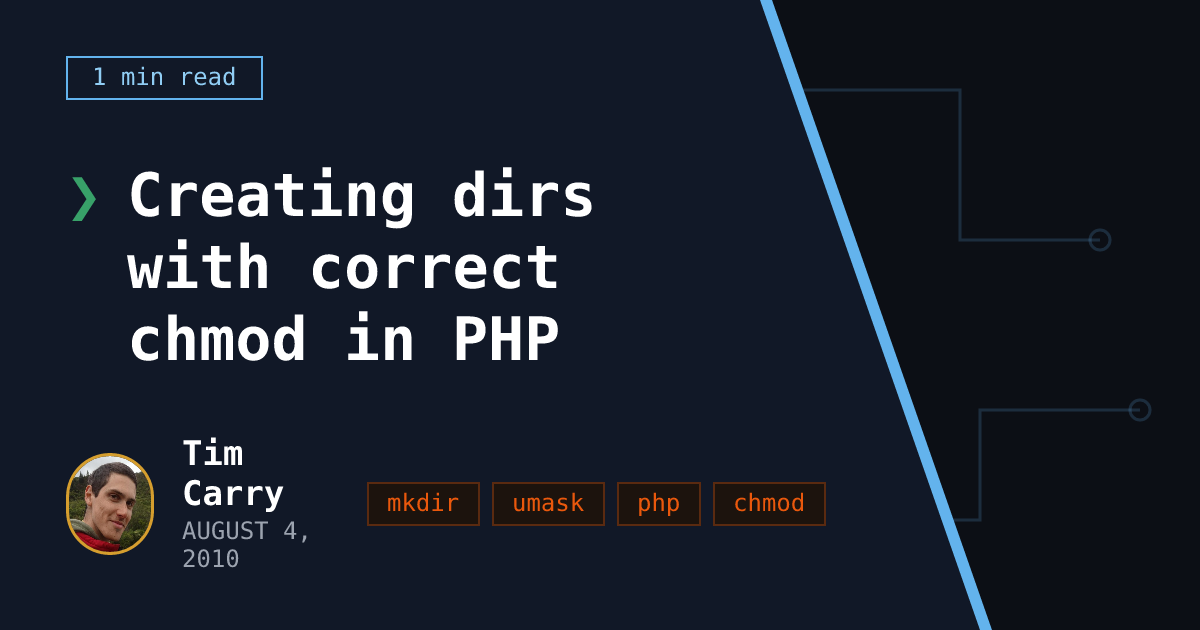 1 min read
❯ Creating dirs
with correct
chmod in PHP
Tim
Carry
AUGUST 4,
2010
mkdir umask php chmod